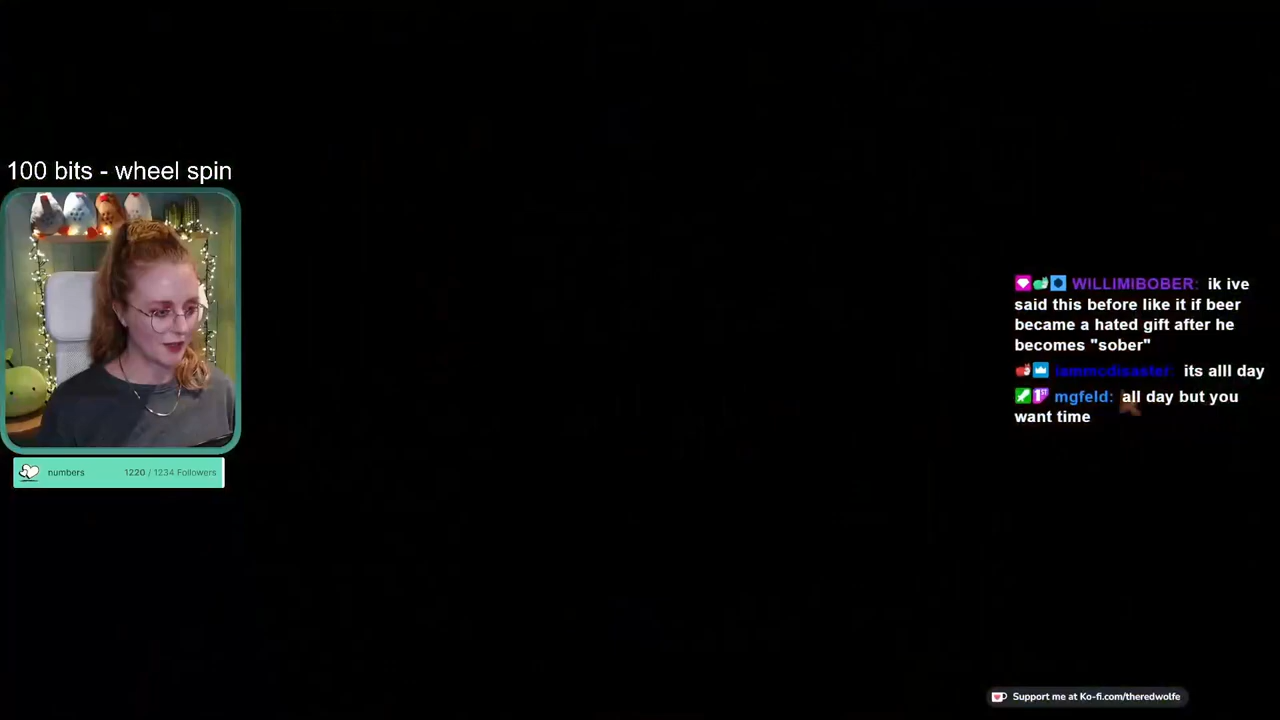 100 bits - wheel spin
numbers 1220 / 1234 Followers
WILLIMIBOBER: ik ive
said this before like it if beer
became a hated gift after he
becomes "sober"
iammcdisaster: its alll day
mgfeld: all day but you
want time
Support me at Ko-fi.com/theredwolfe